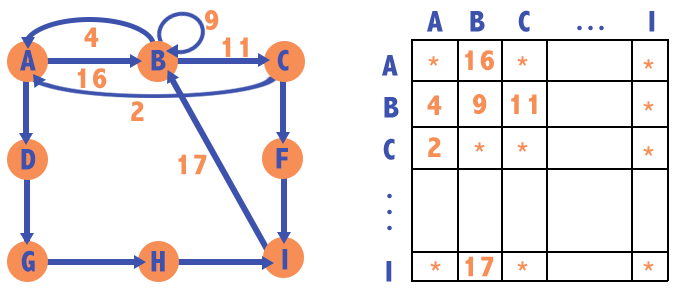 9
4
11
A B C
16
2
D F
17
G H I
A B C ... I
A * 16 * *
B 4 9 11 *
C 2 * * *
...
I * 17 * *